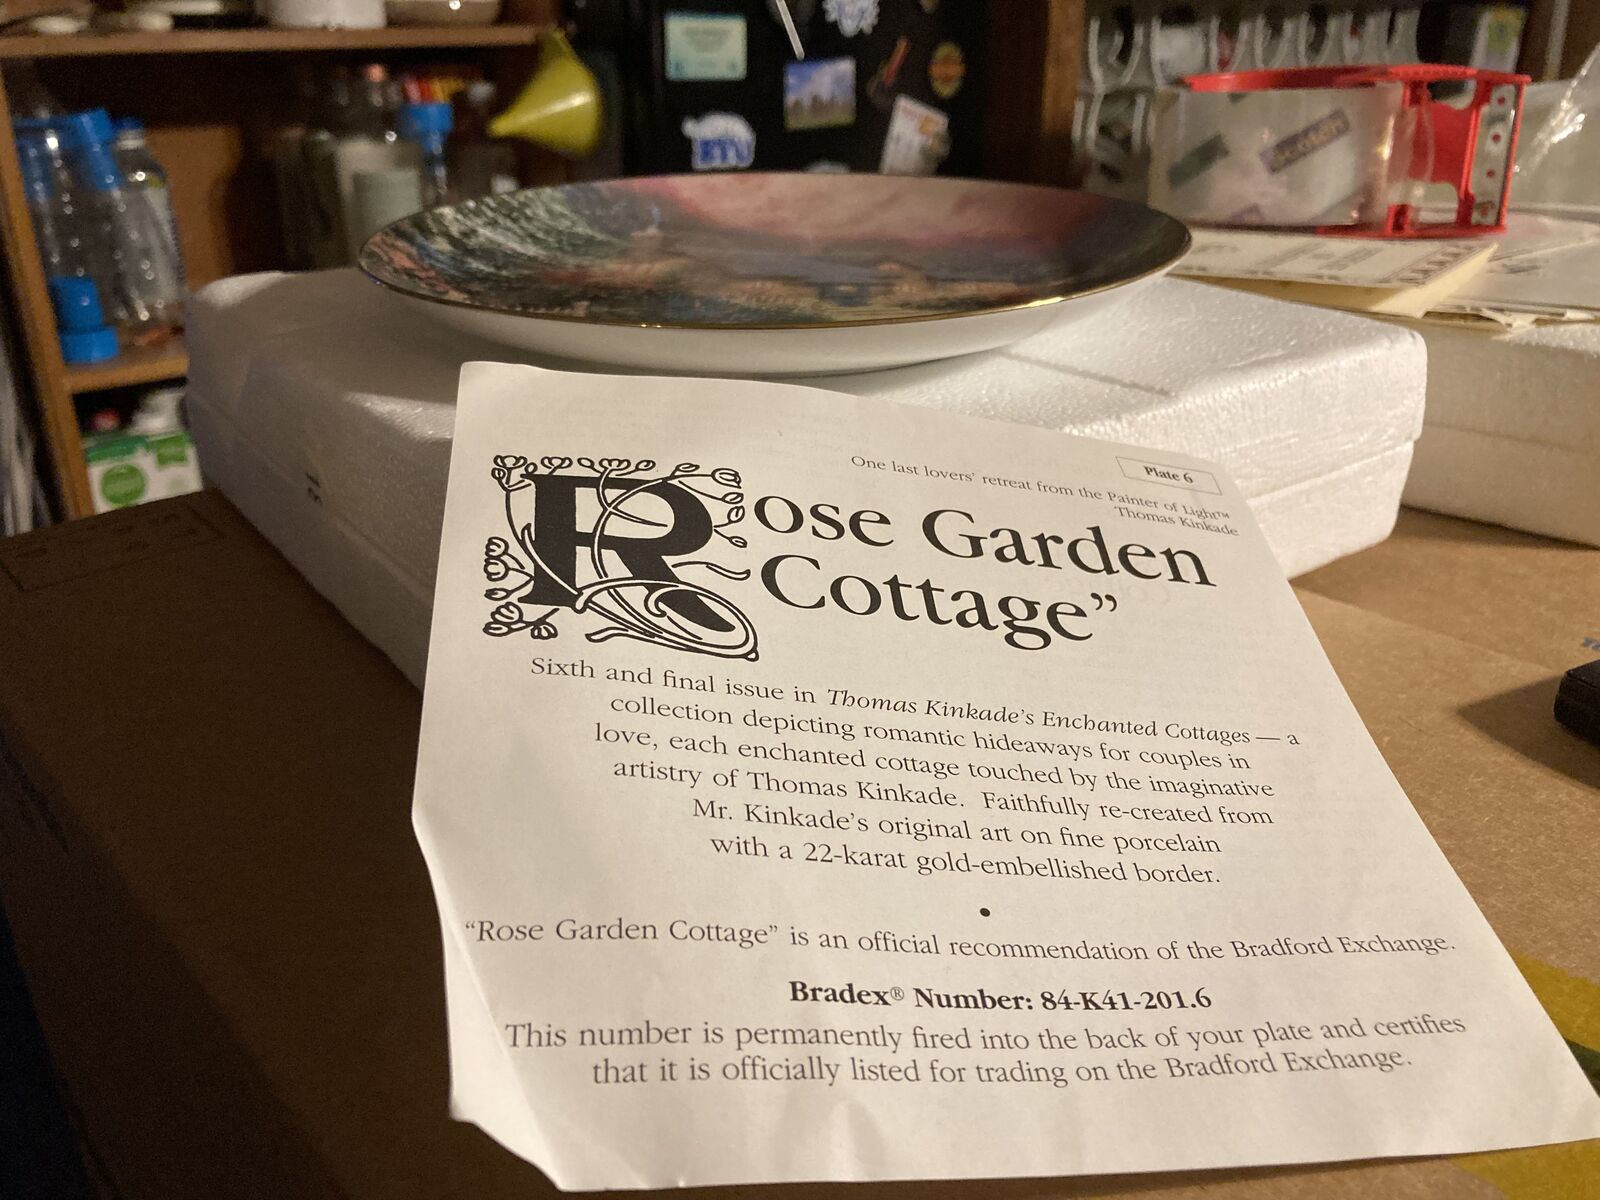 Scotch
Plate 6
One last lovers' retreat from the Painter of Light™
Thomas Kinkade
Rose Garden
Cottage”
Sixth and final issue in Thomas Kinkade's Enchanted Cottages — a
collection depicting romantic hideaways for couples in
love, each enchanted cottage touched by the imaginative
artistry of Thomas Kinkade. Faithfully re-created from
Mr. Kinkade's original art on fine porcelain
with a 22-karat gold-embellished border.
•
“Rose Garden Cottage” is an official recommendation of the Bradford Exchange.
Bradex® Number: 84-K41-201.6
This number is permanently fired into the back of your plate and certifies
that it is officially listed for trading on the Bradford Exchange.